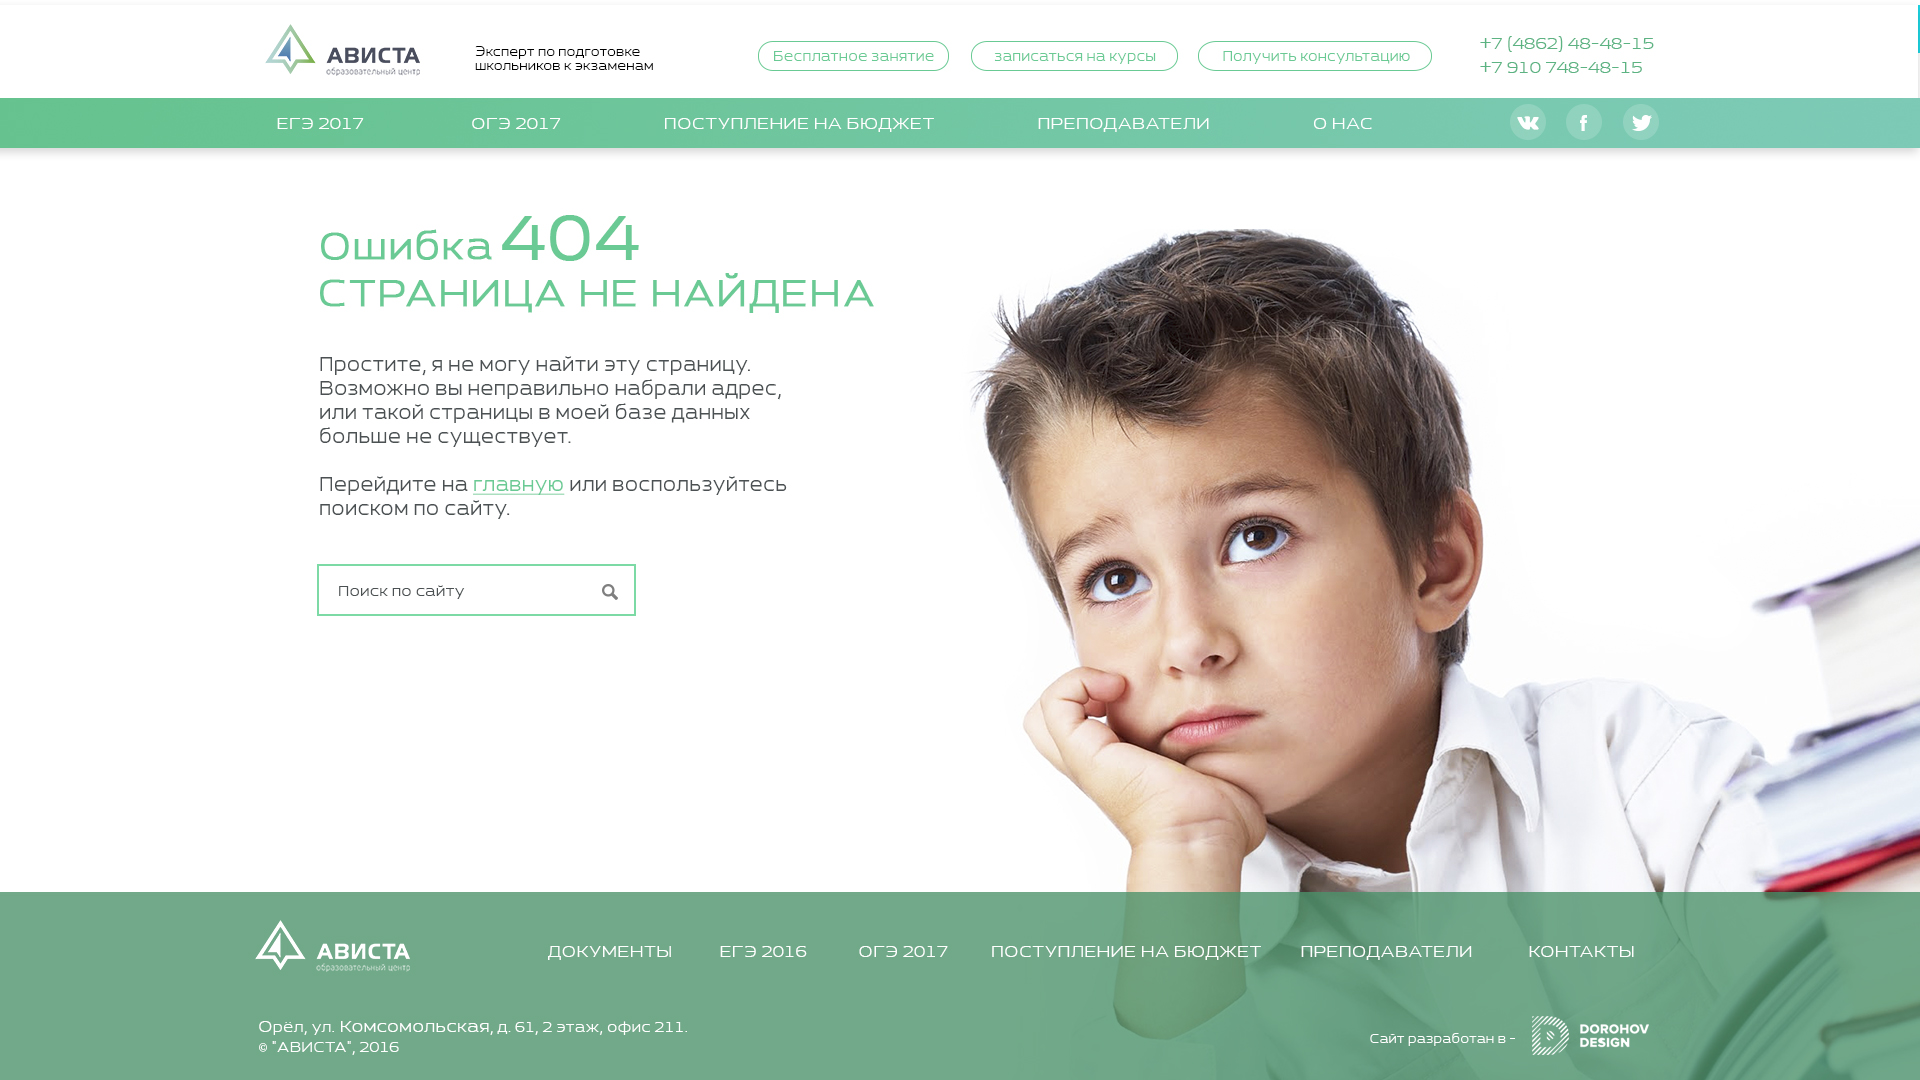 АВИСТА
образовательный центр
Эксперт по подготовке
школьников к экзаменам
Бесплатное занятие
записаться на курсы
Получить консультацию
+7 (4862) 48-48-15
+7 910 748-48-15
ЕГЭ 2017
ОГЭ 2017
ПОСТУПЛЕНИЕ НА БЮДЖЕТ
ПРЕПОДАВАТЕЛИ
О НАС
Ошибка 404
СТРАНИЦА НЕ НАЙДЕНА
Простите, я не могу найти эту страницу.
Возможно вы неправильно набрали адрес,
или такой страницы в моей базе данных
больше не существует.
Перейдите на главную или воспользуйтесь
поиском по сайту.
Поиск по сайту
АВИСТА
образовательный центр
ДОКУМЕНТЫ
ЕГЭ 2016
ОГЭ 2017
ПОСТУПЛЕНИЕ НА БЮДЖЕТ
ПРЕПОДАВАТЕЛИ
КОНТАКТЫ
Орёл, ул. Комсомольская, д. 61, 2 этаж, офис 211.
© "АВИСТА", 2016
Сайт разработан в -
DOROHOV
DESIGN